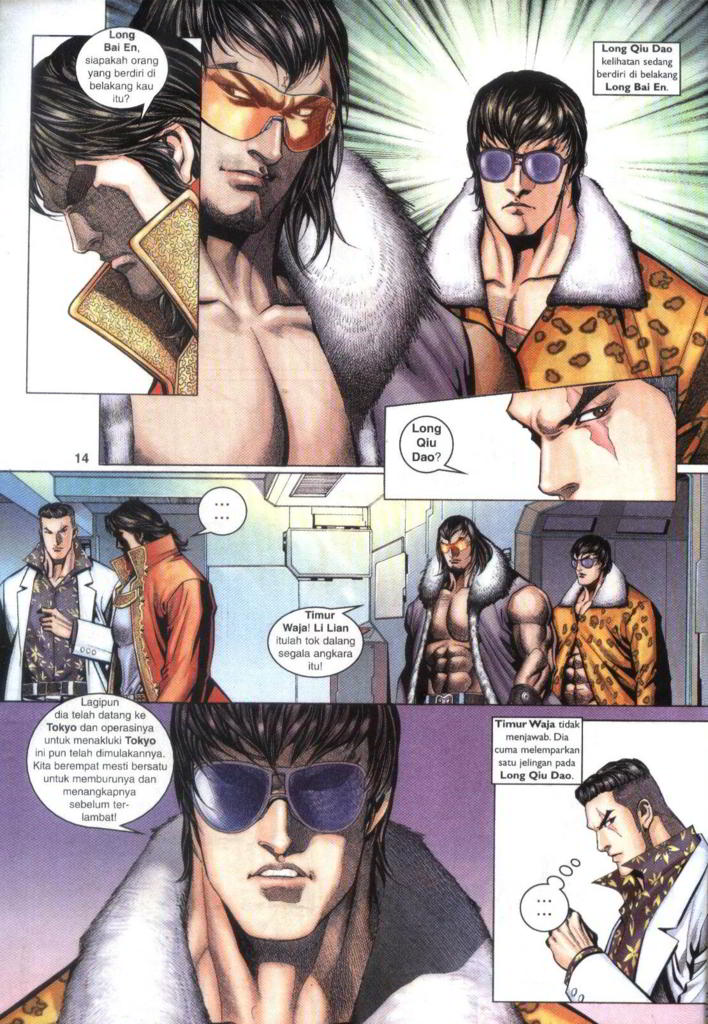 Long
Bai En,
siapakah orang
yang berdiri di
belakang kau
itu?
Long Qiu Dao
kelihatan sedang
berdiri di belakang
Long Bai En.
Long
Qiu
Dao?
14
... ...
Timur
Waja! Li Lian
itulah tok dalang
segala angkara
itu!
Lagipun
dia telah datang ke
Tokyo dan operasinya
untuk menakluki Tokyo
ini pun telah dimulakannya.
Kita berempat mesti bersatu
untuk memburunya dan
menangkapnya
sebelum ter-
lambat!
Timur Waja tidak
menjawab. Dia
cuma melemparkan
satu jelingan pada
Long Qiu Dao.
... ...